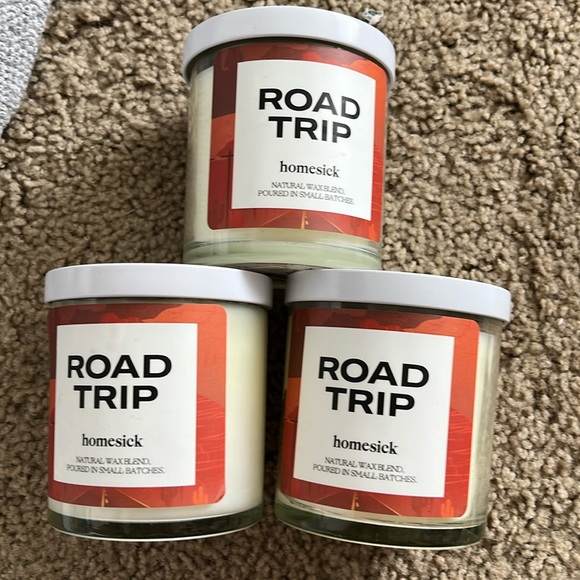 ROAD
TRIP
homesick
NATURAL WAX BLEND,
POURED IN SMALL BATCHES.
ROAD
TRIP
homesick
NATURAL WAX BLEND,
POURED IN SMALL BATCHES.
ROAD
TRIP
homesick
NATURAL WAX BLEND,
POURED IN SMALL BATCHES.